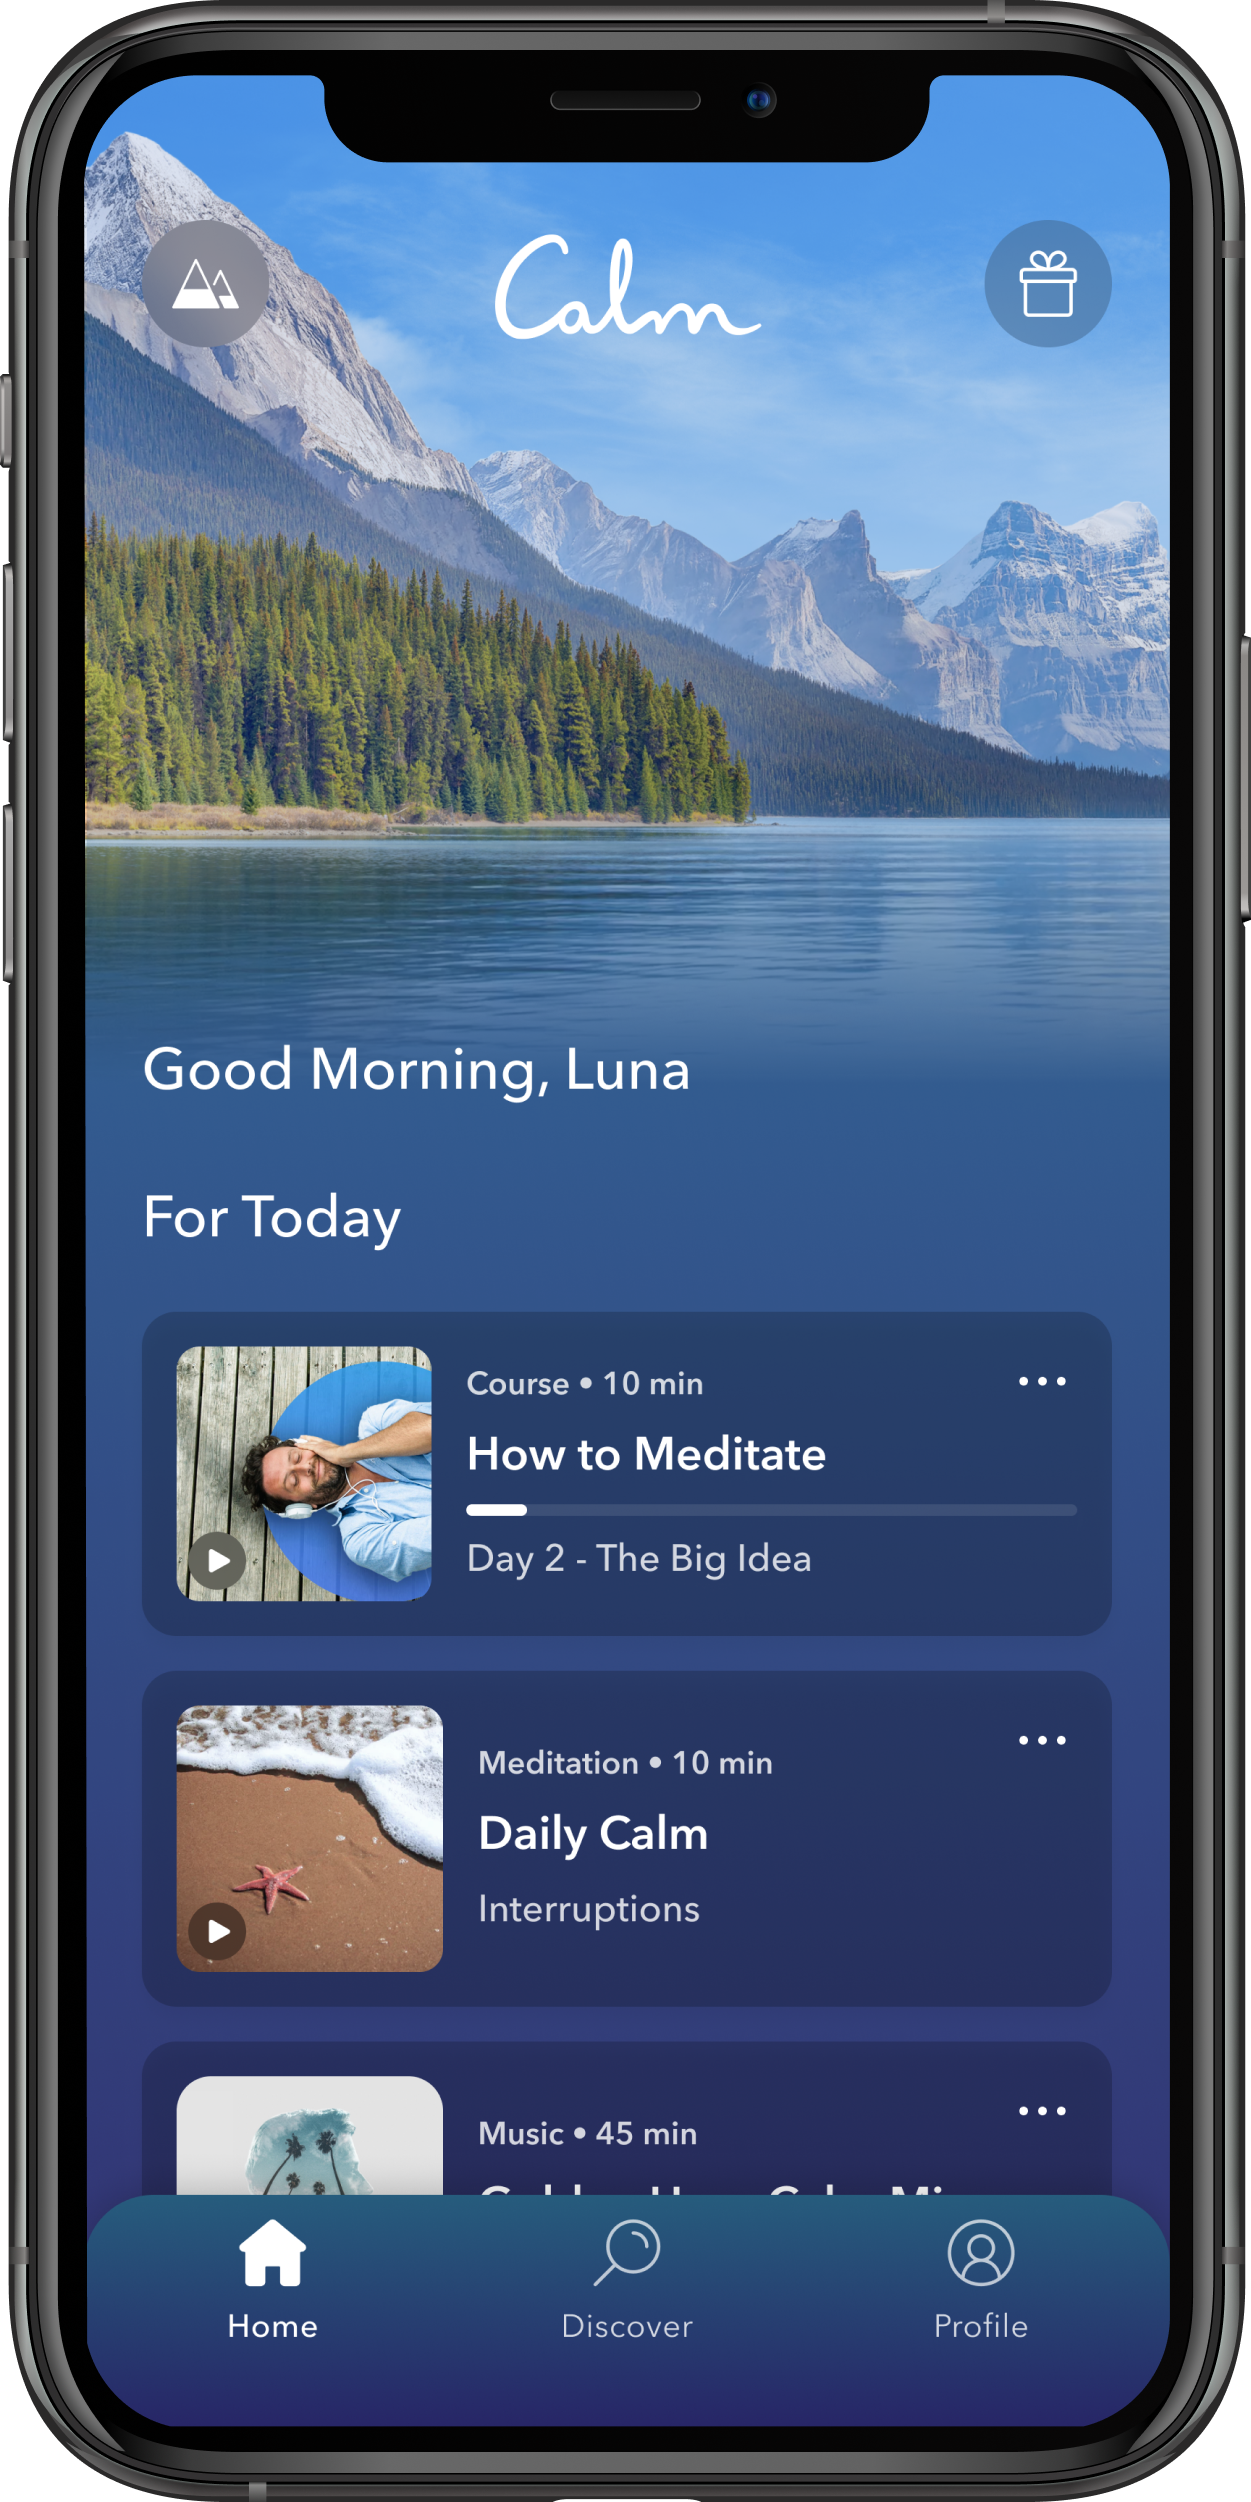 Calm
Good Morning, Luna
For Today
Course • 10 min
How to Meditate
Day 2 - The Big Idea
Meditation • 10 min
Daily Calm
Interruptions
Music • 45 min
Home
Discover
Profile